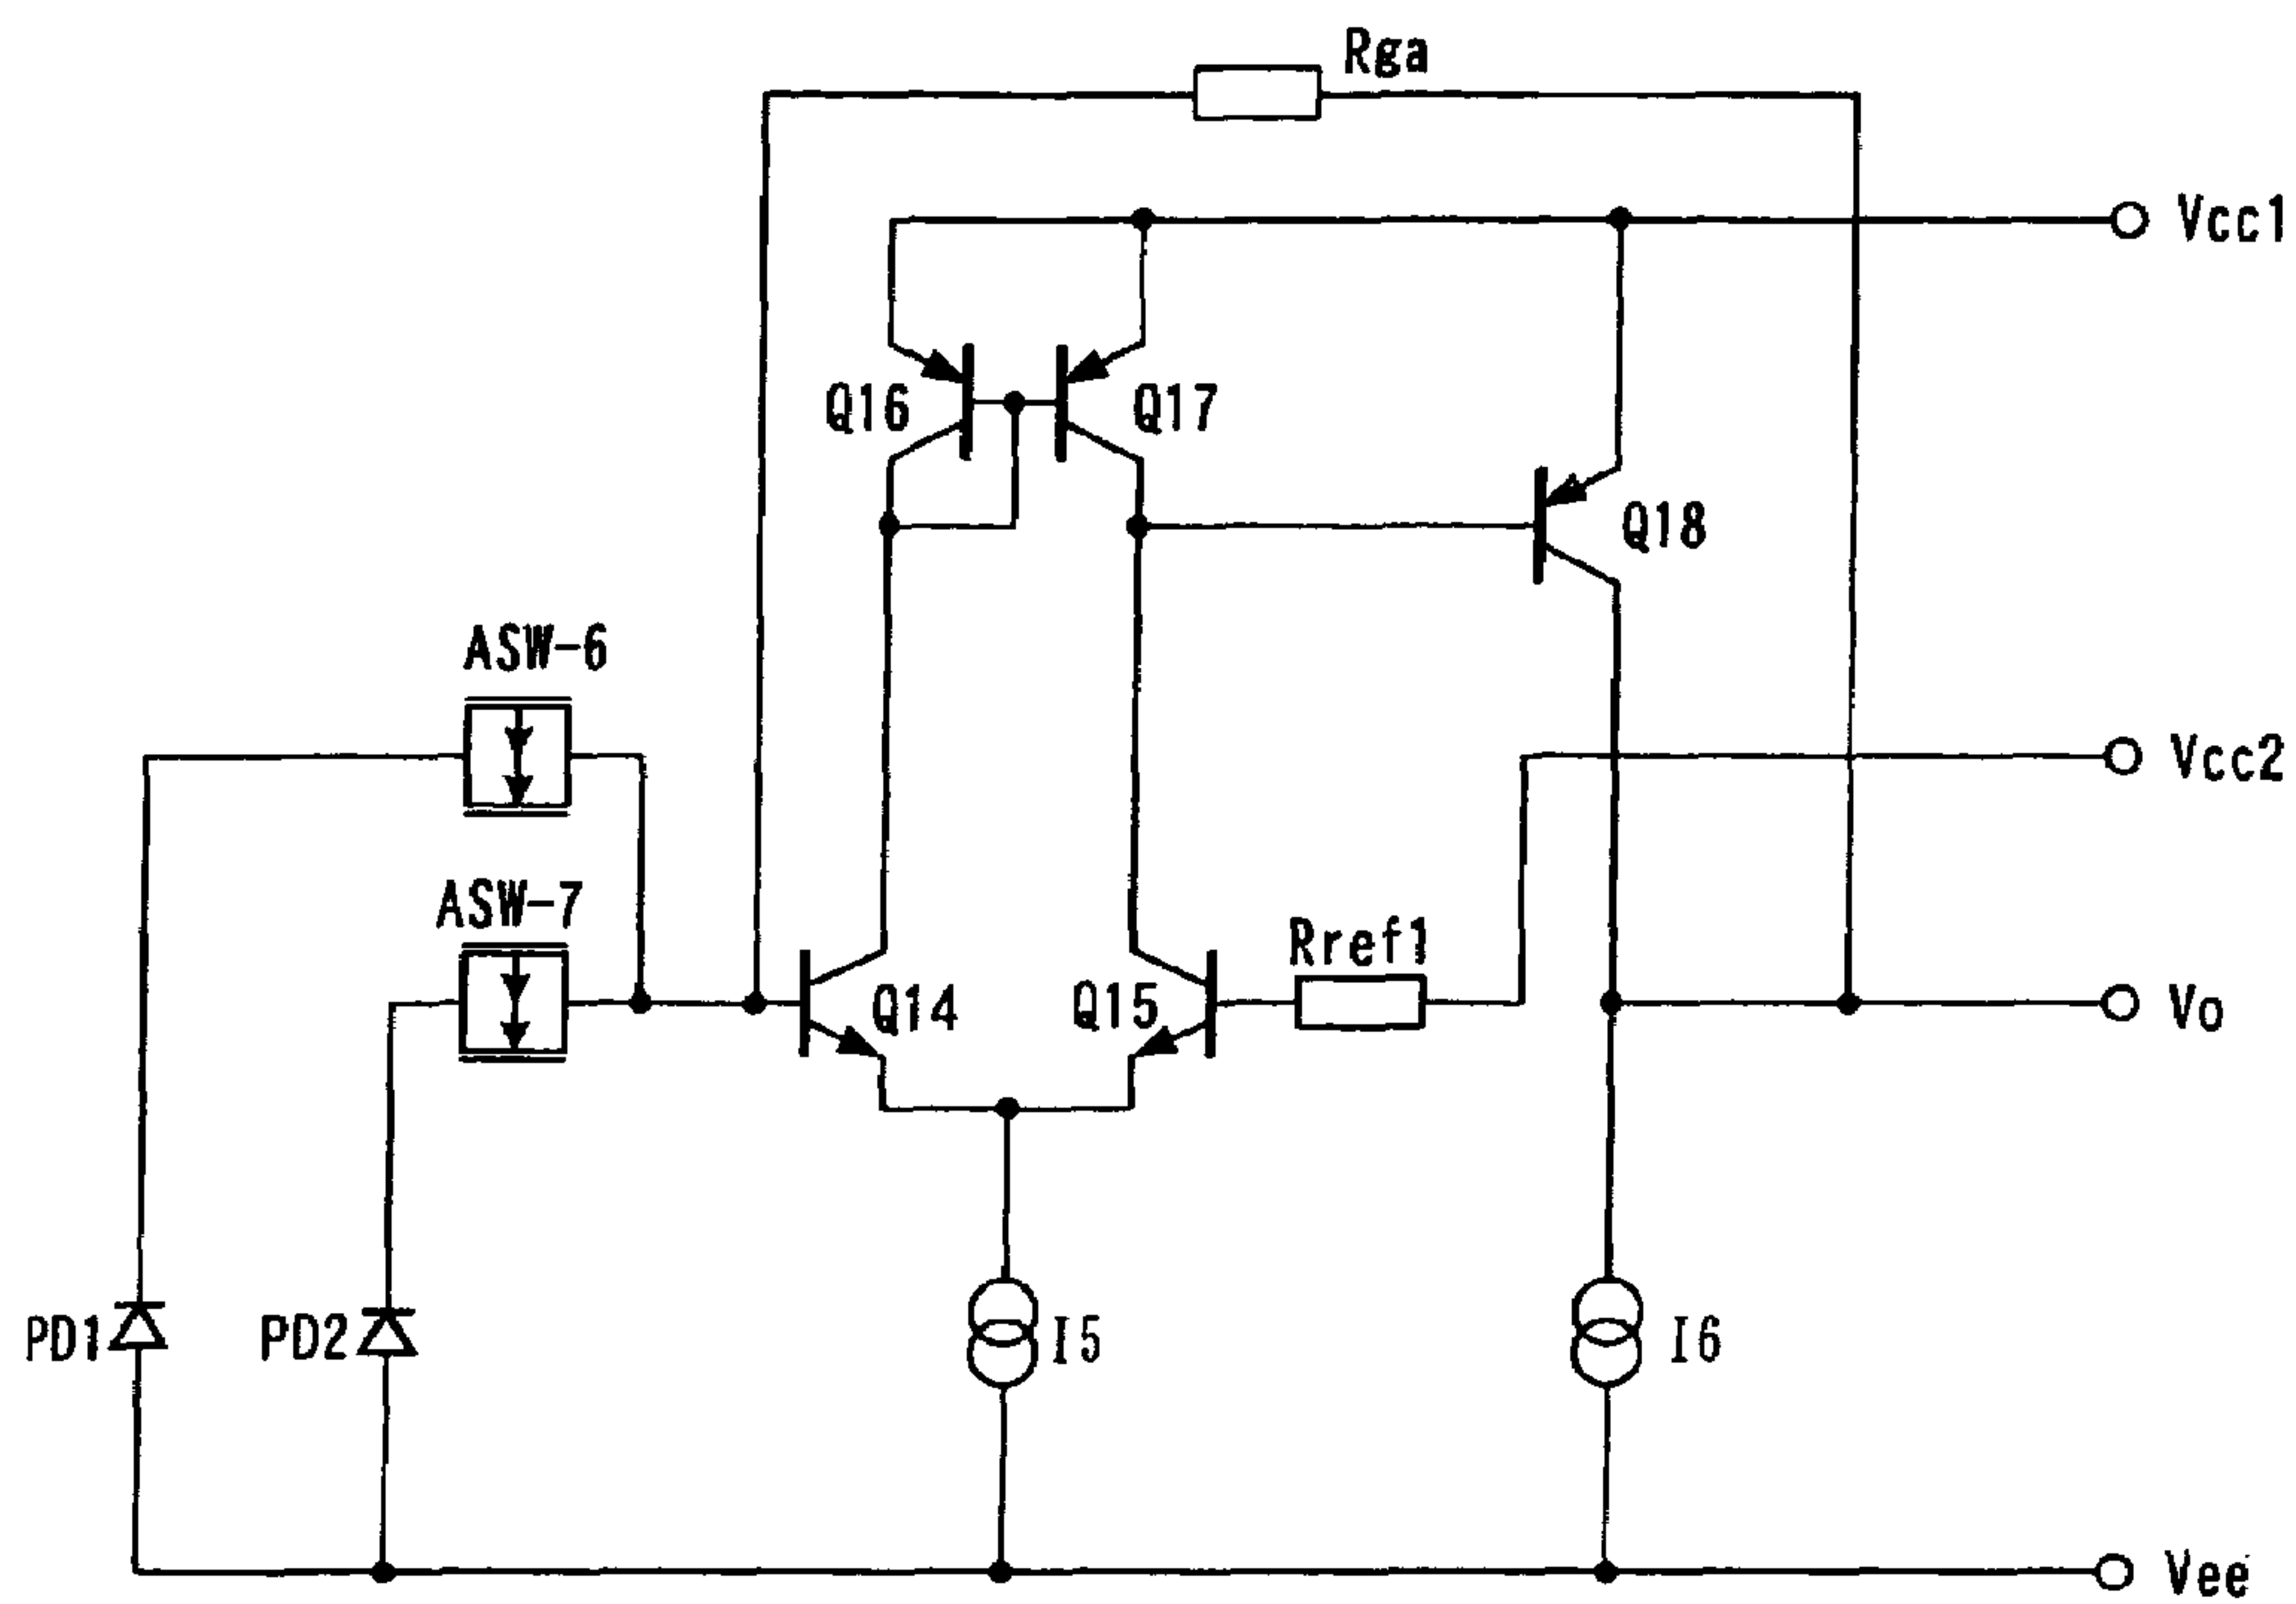 Rga
Vcc1
Q16
Q17
Q18
ASW-6
Vcc2
ASW-7
Rref1
Q14
Q15
Vo
PD1
PD2
I5
I6
Vee